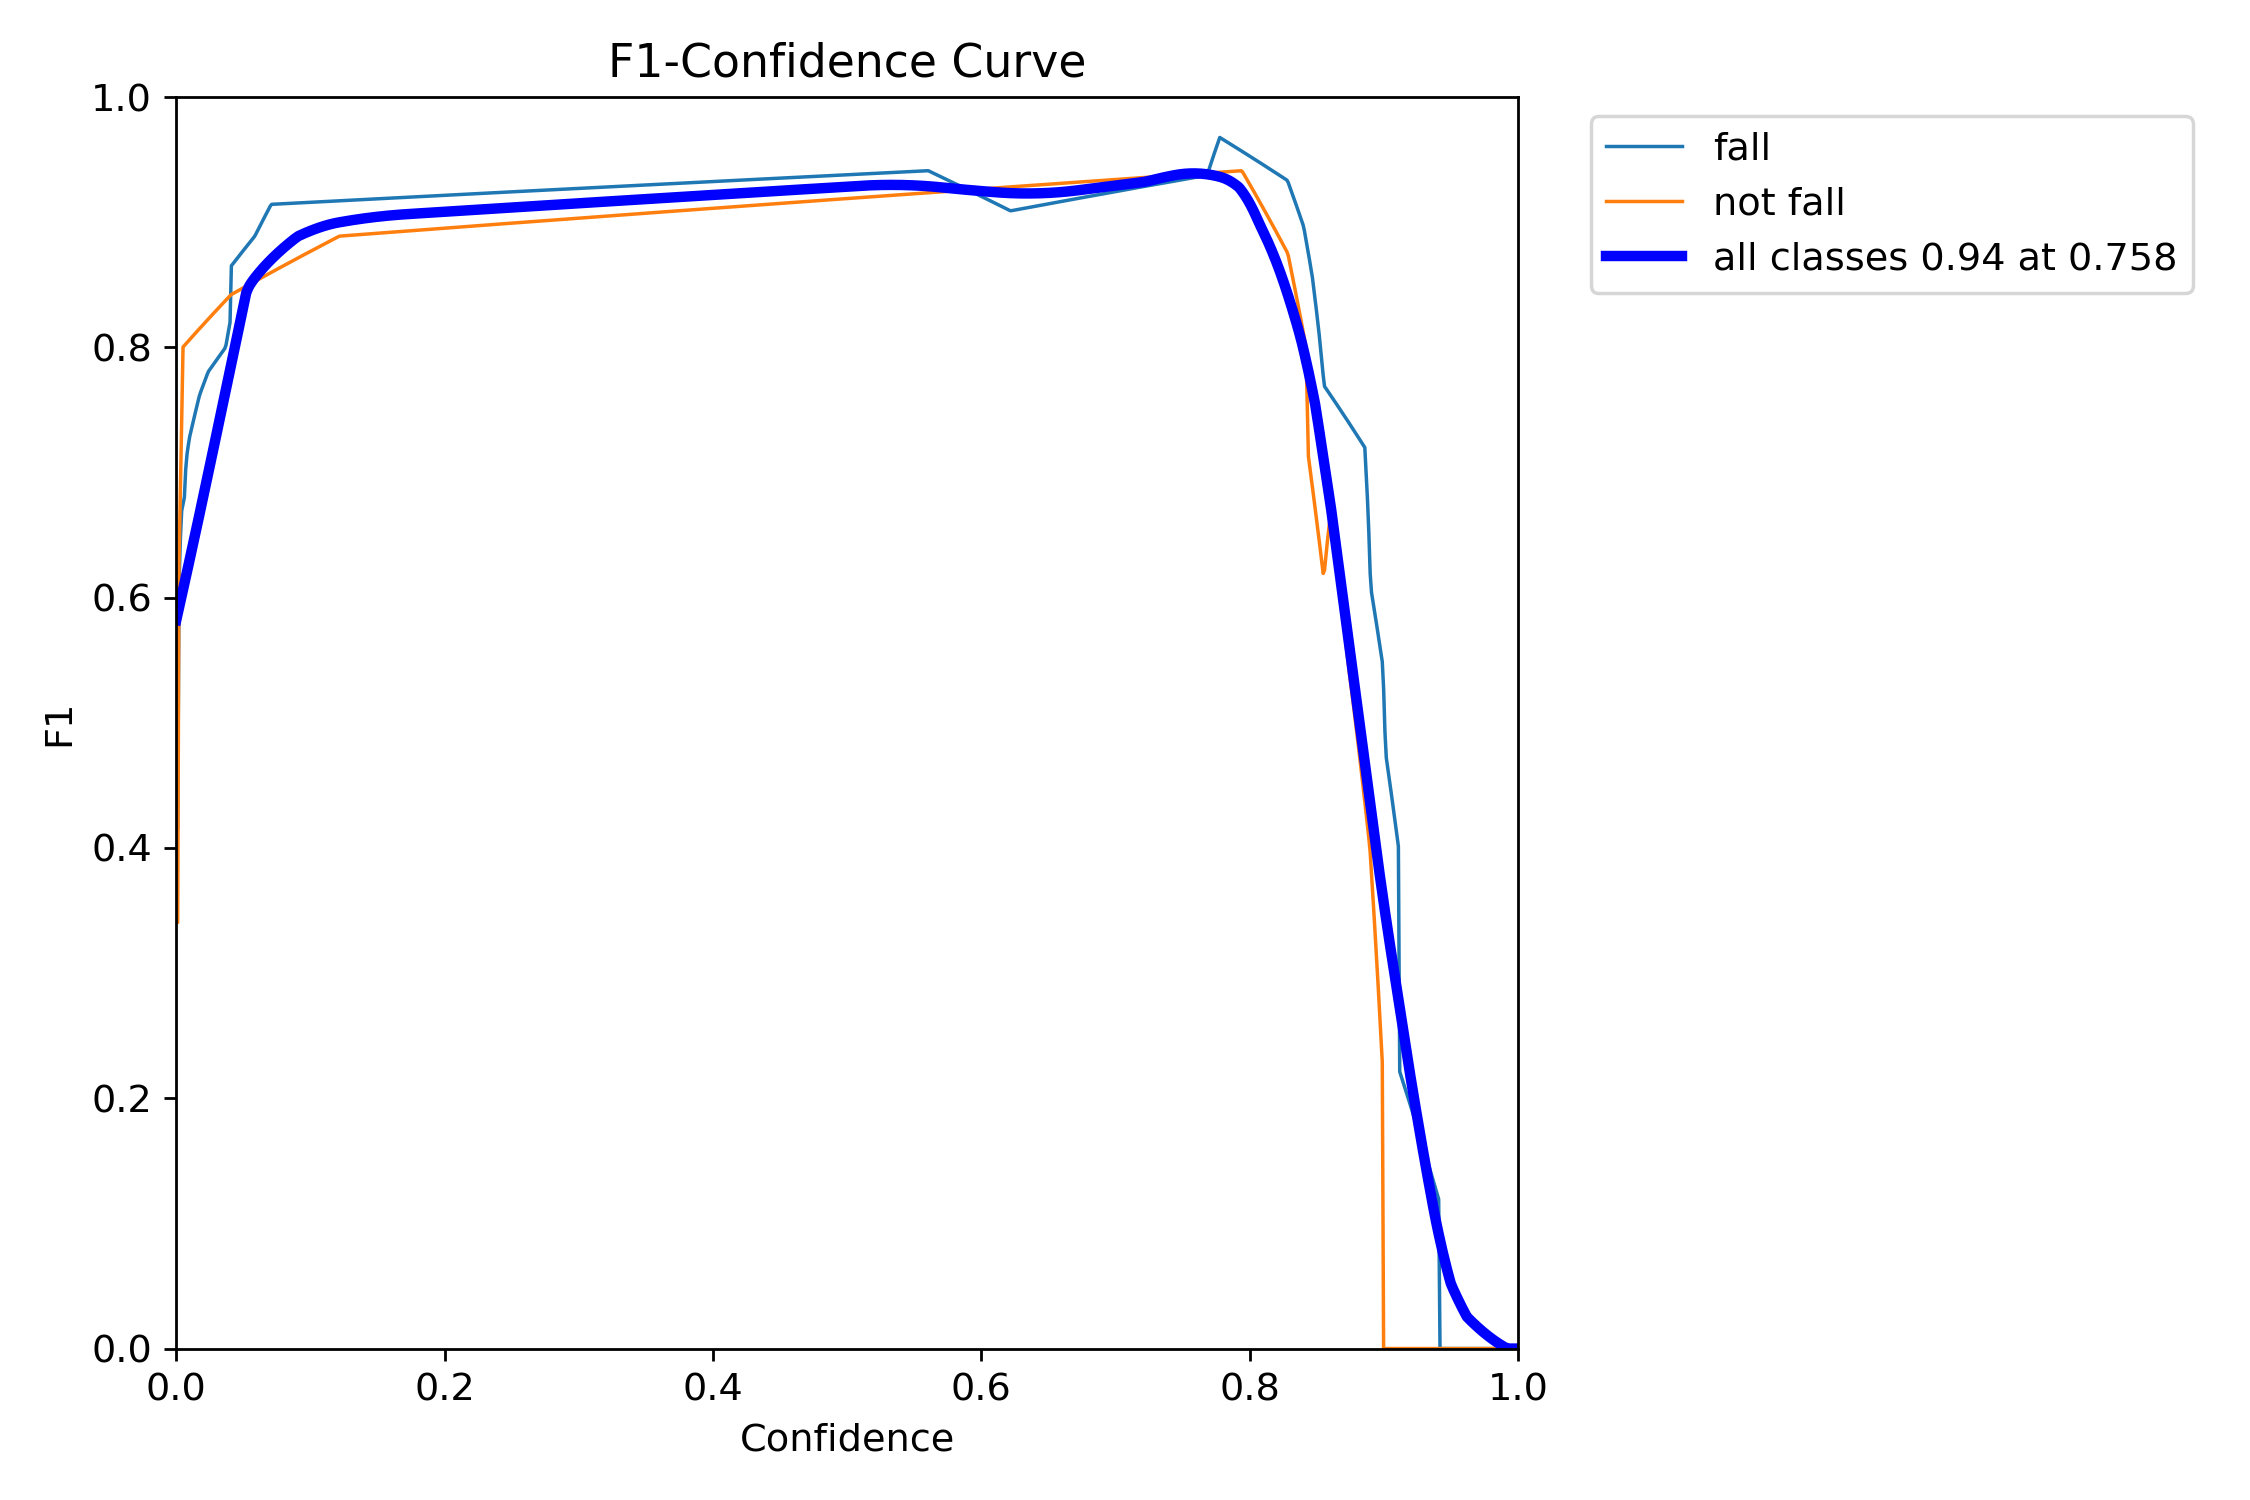 F1-Confidence Curve
1.0
0.8
0.6
0.4
0.2
0.0
F1
0.0 0.2 0.4 0.6 0.8 1.0
Confidence
fall
not fall
all classes 0.94 at 0.758